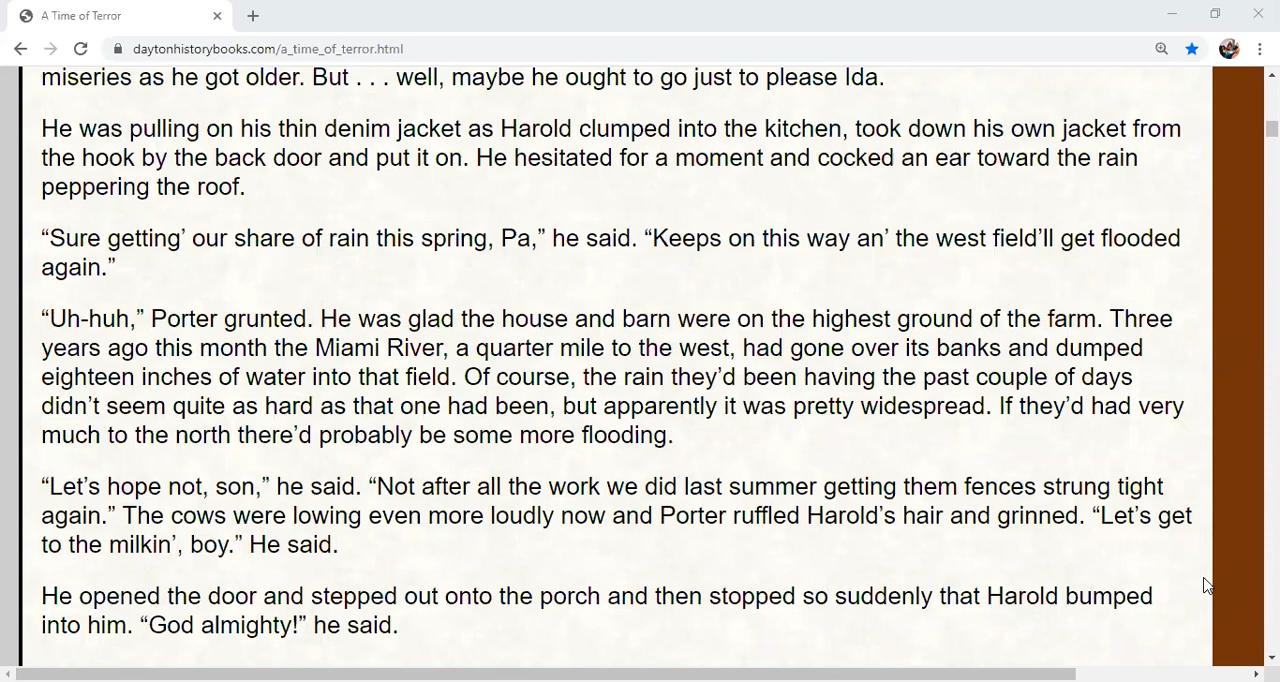 A Time of Terror
daytonhistorybooks.com/a_time_of_terror.html
miseries as he got older. But . . . well, maybe he ought to go just to please Ida.
He was pulling on his thin denim jacket as Harold clumped into the kitchen, took down his own jacket from
the hook by the back door and put it on. He hesitated for a moment and cocked an ear toward the rain
peppering the roof.
“Sure getting’ our share of rain this spring, Pa,” he said. “Keeps on this way an’ the west field’ll get flooded
again.”
“Uh-huh,” Porter grunted. He was glad the house and barn were on the highest ground of the farm. Three
years ago this month the Miami River, a quarter mile to the west, had gone over its banks and dumped
eighteen inches of water into that field. Of course, the rain they’d been having the past couple of days
didn’t seem quite as hard as that one had been, but apparently it was pretty widespread. If they’d had very
much to the north there’d probably be some more flooding.
“Let’s hope not, son,” he said. “Not after all the work we did last summer getting them fences strung tight
again.” The cows were lowing even more loudly now and Porter ruffled Harold’s hair and grinned. “Let’s get
to the milkin’, boy.” He said.
He opened the door and stepped out onto the porch and then stopped so suddenly that Harold bumped
into him. “God almighty!” he said.